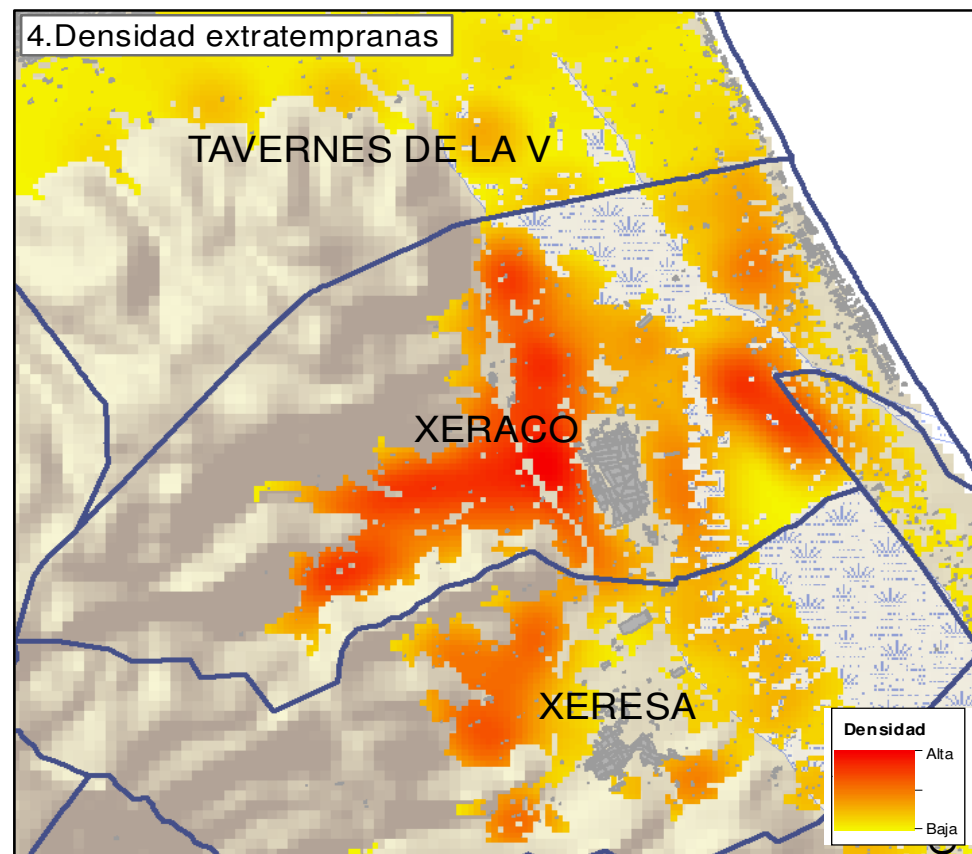 4.Densidad extratempranas
TAVERNES DE LA V
XERACO
XERESA
Densidad
Alta
Baja